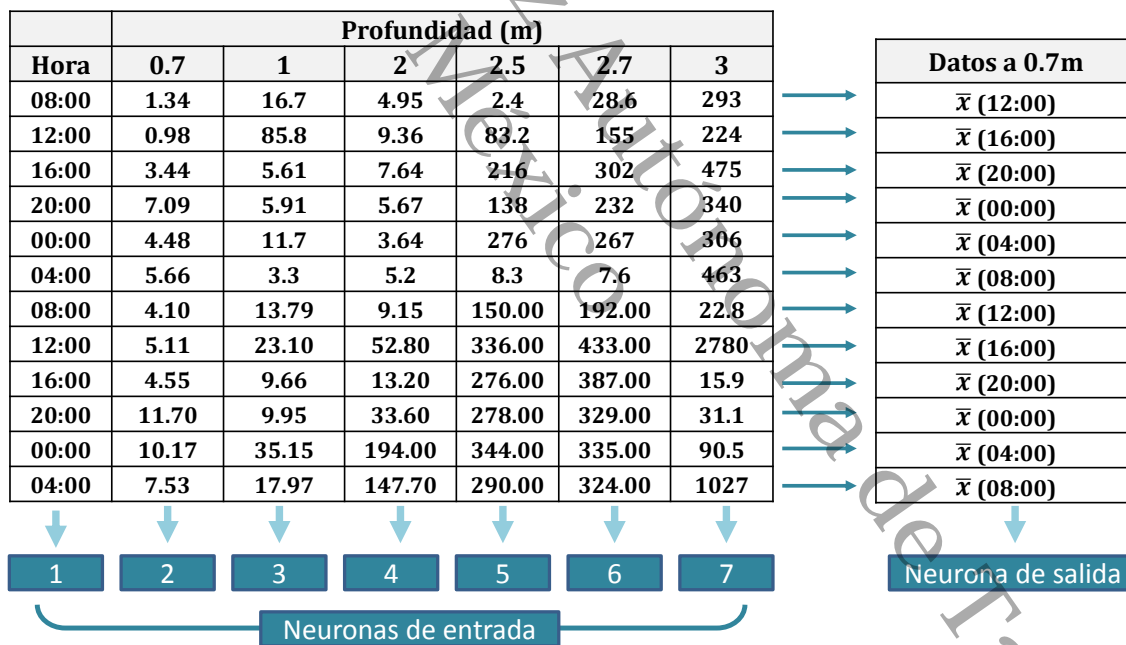 Profundidad (m)
Hora 0.7 1 2 2.5 2.7 3
08:00 1.34 16.7 4.95 2.4 28.6 293
12:00 0.98 85.8 9.36 83.2 155 224
16:00 3.44 5.61 7.64 216 302 475
20:00 7.09 5.91 5.67 138 232 340
00:00 4.48 11.7 3.64 276 267 306
04:00 5.66 3.3 5.2 8.3 7.6 463
08:00 4.10 13.79 9.15 150.00 192.00 22.8
12:00 5.11 23.10 52.80 336.00 433.00 2780
16:00 4.55 9.66 13.20 276.00 387.00 15.9
20:00 11.70 9.95 33.60 278.00 329.00 31.1
00:00 10.17 35.15 194.00 344.00 335.00 90.5
04:00 7.53 17.97 147.70 290.00 324.00 1027
1 2 3 4 5 6 7
Neuronas de entrada
Datos a 0.7m
x̅ (12:00)
x̅ (16:00)
x̅ (20:00)
x̅ (00:00)
x̅ (04:00)
x̅ (08:00)
x̅ (12:00)
x̅ (16:00)
x̅ (20:00)
x̅ (00:00)
x̅ (04:00)
x̅ (08:00)
Neurona de salida
Autónoma de
México